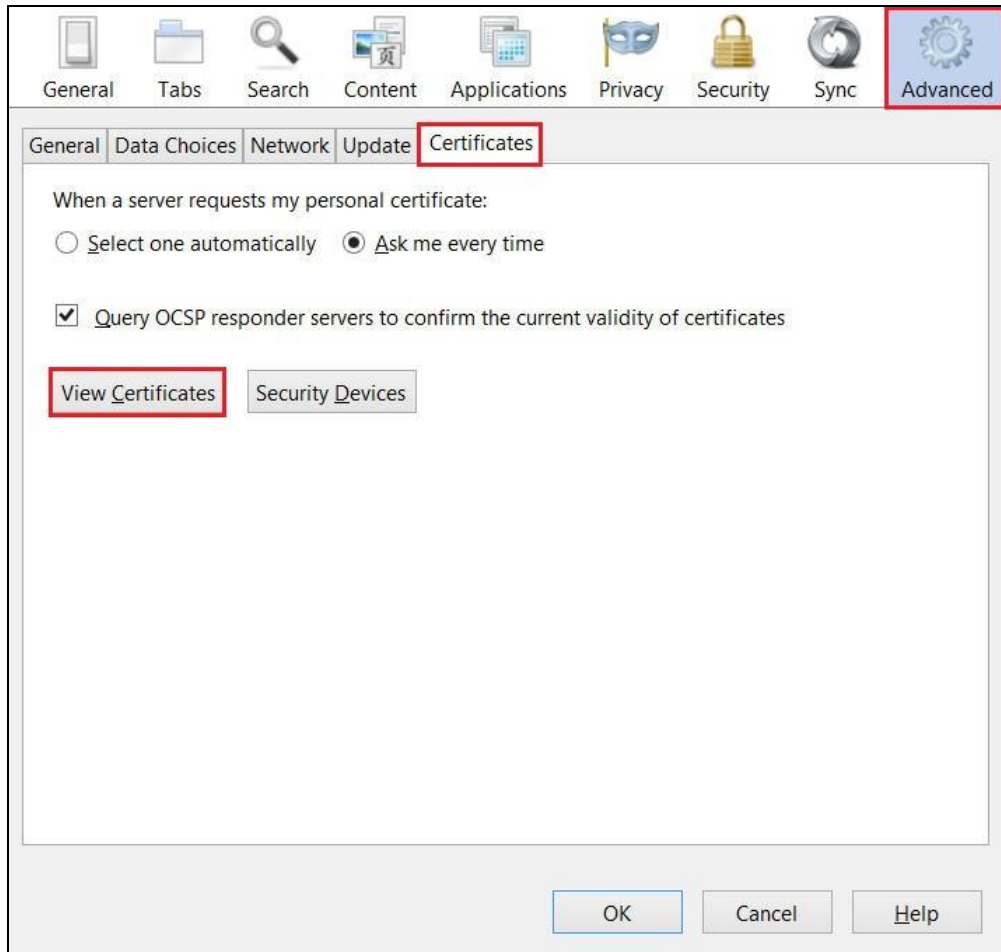 页
General Tabs Search Content Applications Privacy Security Sync Advanced
General Data Choices Network Update Certificates
When a server requests my personal certificate:
Select one automatically Ask me every time
Query OCSP responder servers to confirm the current validity of certificates
View Certificates Security Devices
OK Cancel Help